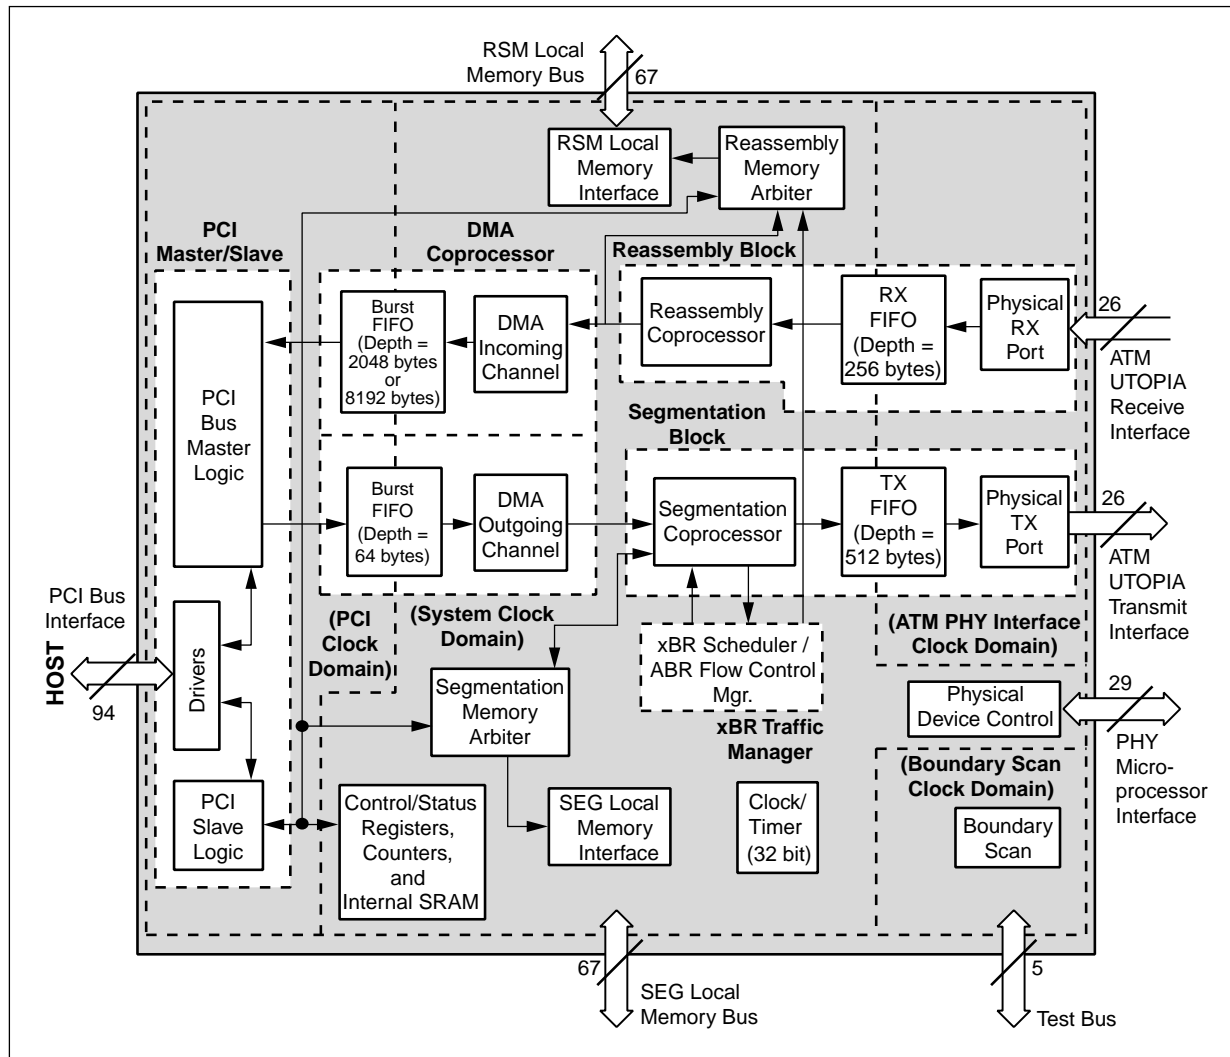 RSM Local
Memory Bus
67
RSM Local
Memory
Interface
Reassembly
Memory
Arbiter
PCI
Master/Slave
DMA
Coprocessor
Reassembly Block
PCI
Bus
Master
Logic
Burst
FIFO
(Depth =
2048 bytes
or
8192 bytes)
DMA
Incoming
Channel
Reassembly
Coprocessor
RX
FIFO
(Depth =
256 bytes)
Physical
RX
Port
26
ATM
UTOPIA
Receive
Interface
Segmentation
Block
Burst
FIFO
(Depth =
64 bytes)
DMA
Outgoing
Channel
Segmentation
Coprocessor
TX
FIFO
(Depth =
512 bytes)
Physical
TX
Port
26
ATM
UTOPIA
Transmit
Interface
PCI Bus
Interface
HOST
94
Drivers
(PCI
Clock
Domain)
(System Clock
Domain)
(ATM PHY Interface
Clock Domain)
xBR Scheduler /
ABR Flow Control
Mgr.
xBR Traffic
Manager
Segmentation
Memory
Arbiter
Physical
Device Control
29
PHY
Micro-
processor
Interface
(Boundary Scan
Clock Domain)
PCI
Slave
Logic
Control/Status
Registers,
Counters,
and
Internal SRAM
SEG Local
Memory
Interface
Clock/
Timer
(32 bit)
Boundary
Scan
67
SEG Local
Memory Bus
5
Test Bus